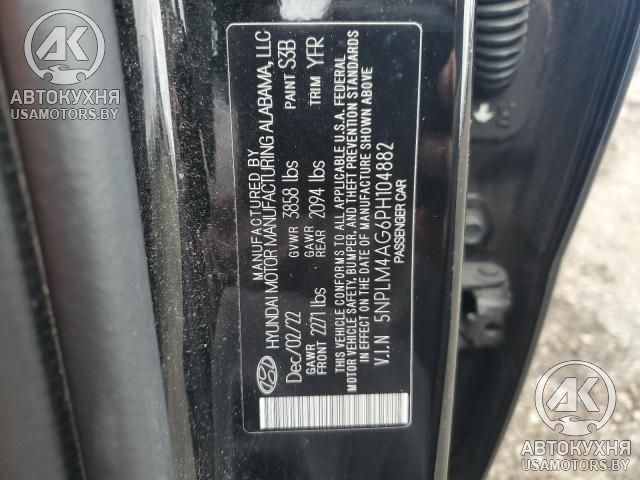 MANUFACTURED BY
HYUNDAI MOTOR MANUFACTURING ALABAMA, LLC
Dec/02/22 GVWR 3858 lbs PAINT S3B
GAWR FRONT 2271 lbs GAWR REAR 2094 lbs TRIM YFR
THIS VEHICLE CONFORMS TO ALL APPLICABLE U.S.A. FEDERAL
MOTOR VEHICLE SAFETY, BUMPER, AND THEFT PREVENTION STANDARDS
IN EFFECT ON THE DATE OF MANUFACTURE SHOWN ABOVE
V.I.N 5NPLM4AG6PH104882
PASSENGER CAR
AK
АВТОКУХНЯ
USAMOTORS.BY
AK
АВТОКУХНЯ
USAMOTORS.BY